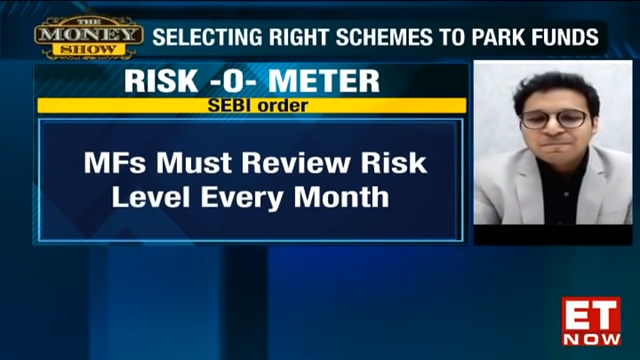 THE
MONEY
SHOW
SELECTING RIGHT SCHEMES TO PARK FUNDS
RISK -O- METER
SEBI order
MFs Must Review Risk
Level Every Month
ET
NOW